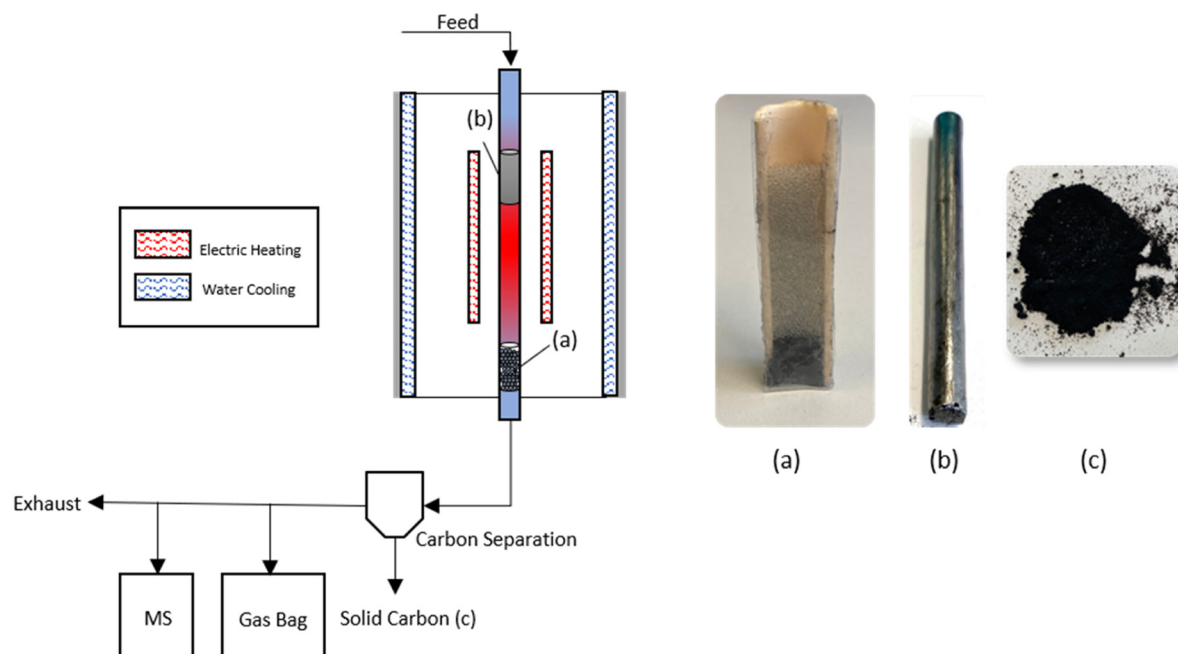 Feed
(b)
Electric Heating
Water Cooling
(a)
(a)
(b)
(c)
Exhaust
Carbon Separation
MS
Gas Bag
Solid Carbon (c)